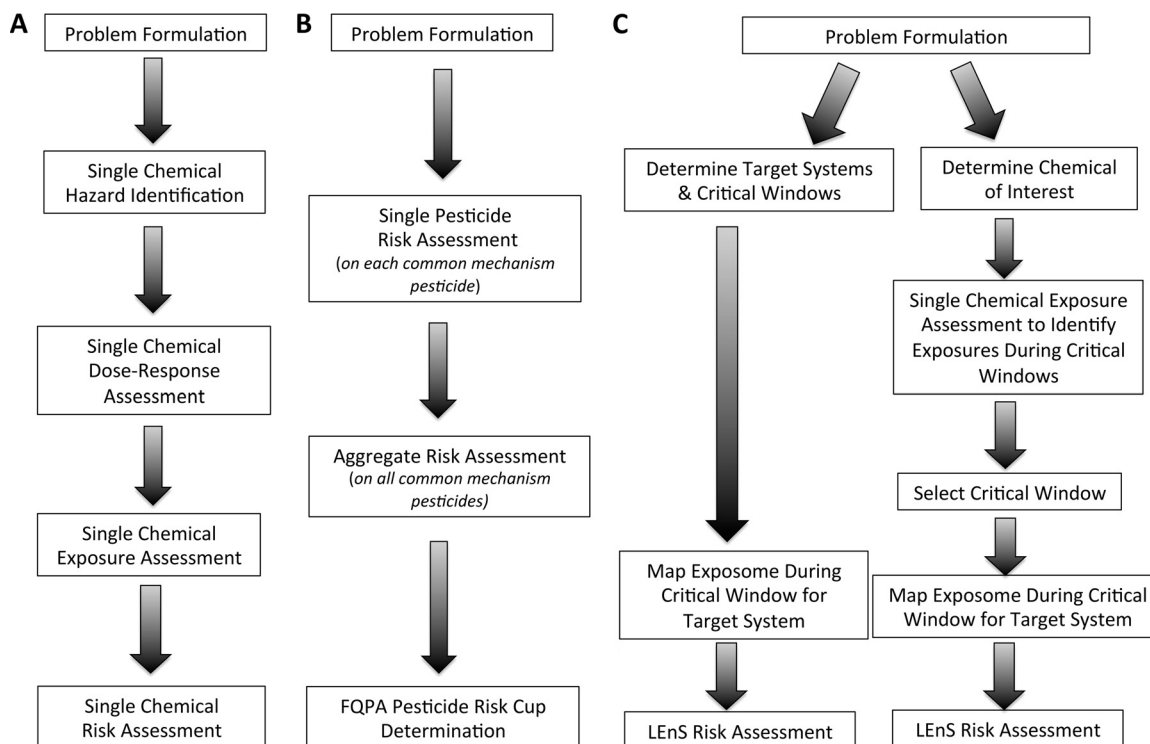 A
Problem Formulation
Single Chemical
Hazard Identification
Single Chemical
Dose-Response
Assessment
Single Chemical
Exposure Assessment
Single Chemical
Risk Assessment
B
Problem Formulation
Single Pesticide
Risk Assessment
(on each common mechanism
pesticide)
Aggregate Risk Assessment
(on all common mechanism
pesticides)
FQPA Pesticide Risk Cup
Determination
C
Problem Formulation
Determine Target Systems
& Critical Windows
Map Exposome During
Critical Window for
Target System
LEnS Risk Assessment
Determine Chemical
of Interest
Single Chemical Exposure
Assessment to Identify
Exposures During Critical
Windows
Select Critical Window
Map Exposome During Critical
Window for Target System
LEnS Risk Assessment